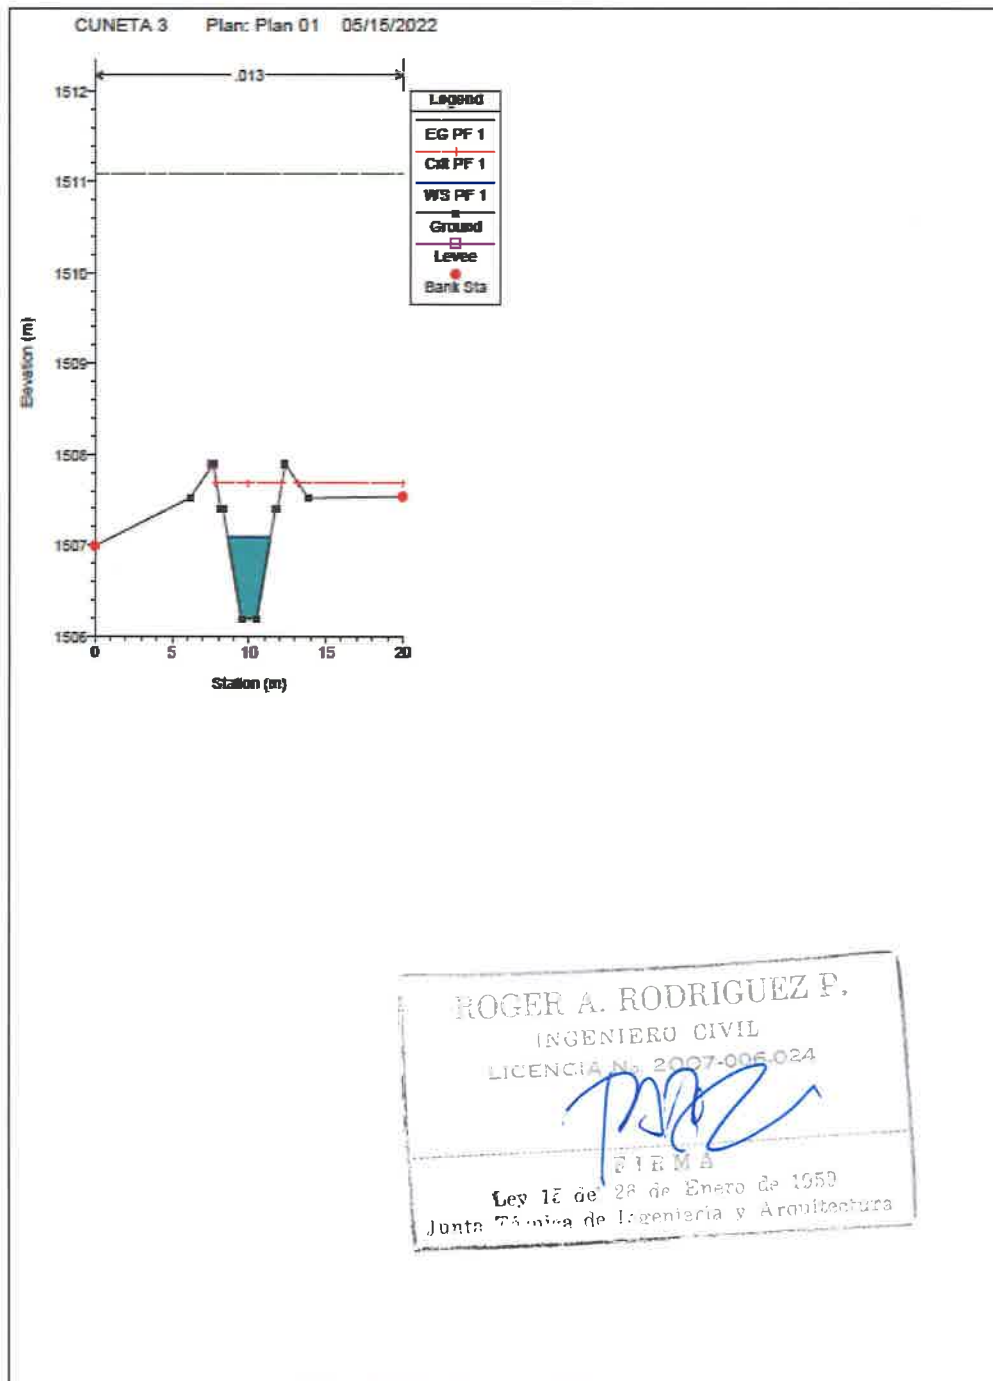 CUNETA 3 Plan: Plan 01 05/15/2022
.013
1512
1511
1510
1509
1508
1507
1506
Elevation (m)
0 5 10 15 20
Station (m)
Legend
EG PF 1
Crit PF 1
WS PF 1
Ground
Levee
Bank Sta
ROGER A. RODRIGUEZ P.
INGENIERO CIVIL
LICENCIA No. 2007-006-024
FIRMA
Ley 15 del 26 de Enero de 1959
Junta Técnica de Ingeniería y Arquitectura